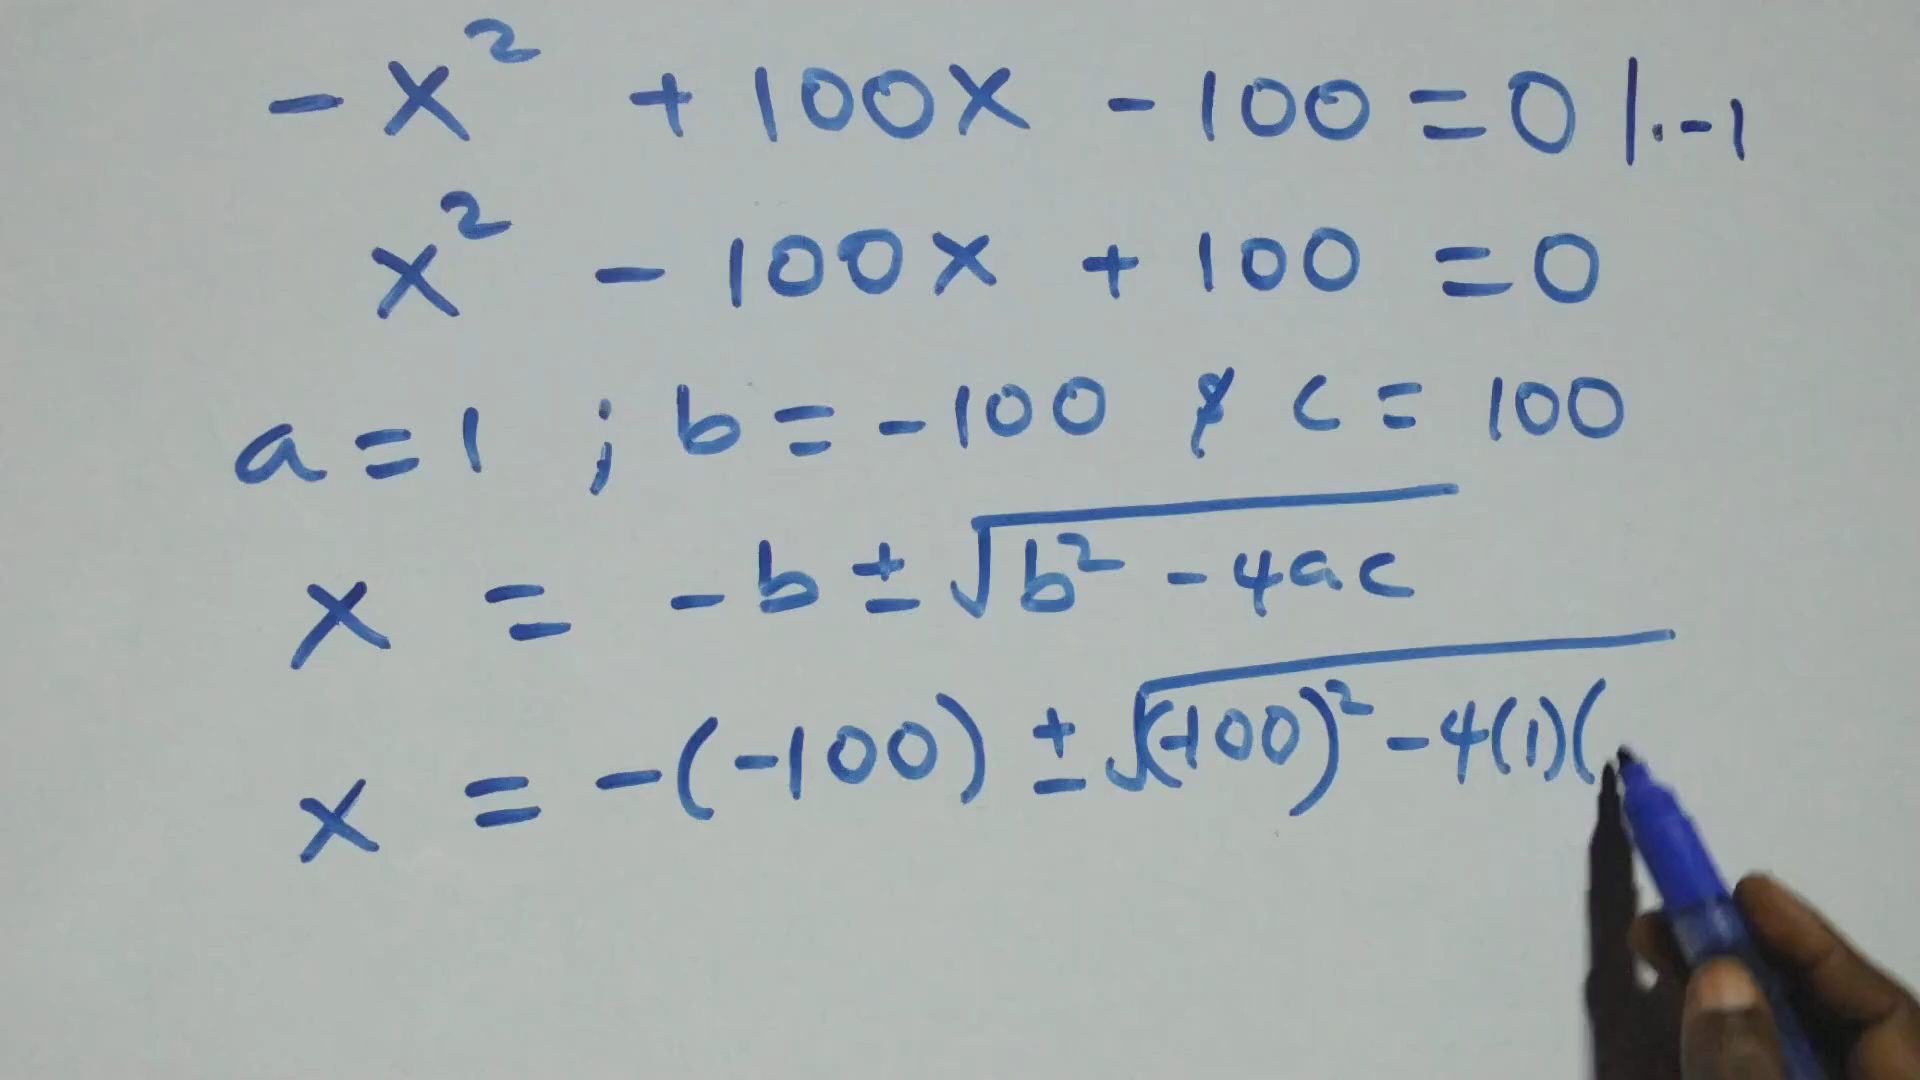 -x² + 100x - 100 = 0 |·-1
x² - 100x + 100 = 0
a = 1 ; b = -100 & c = 100
x = -b ± √b² - 4ac
x = -(-100) ± √(-100)² - 4(1)(